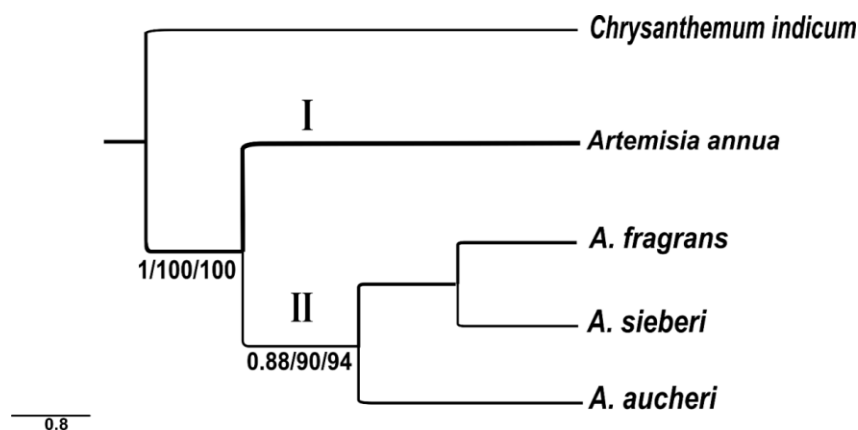 Chrysanthemum indicum
I
Artemisia annua
A. fragrans
1/100/100
II
A. sieberi
0.88/90/94
A. aucheri
0.8